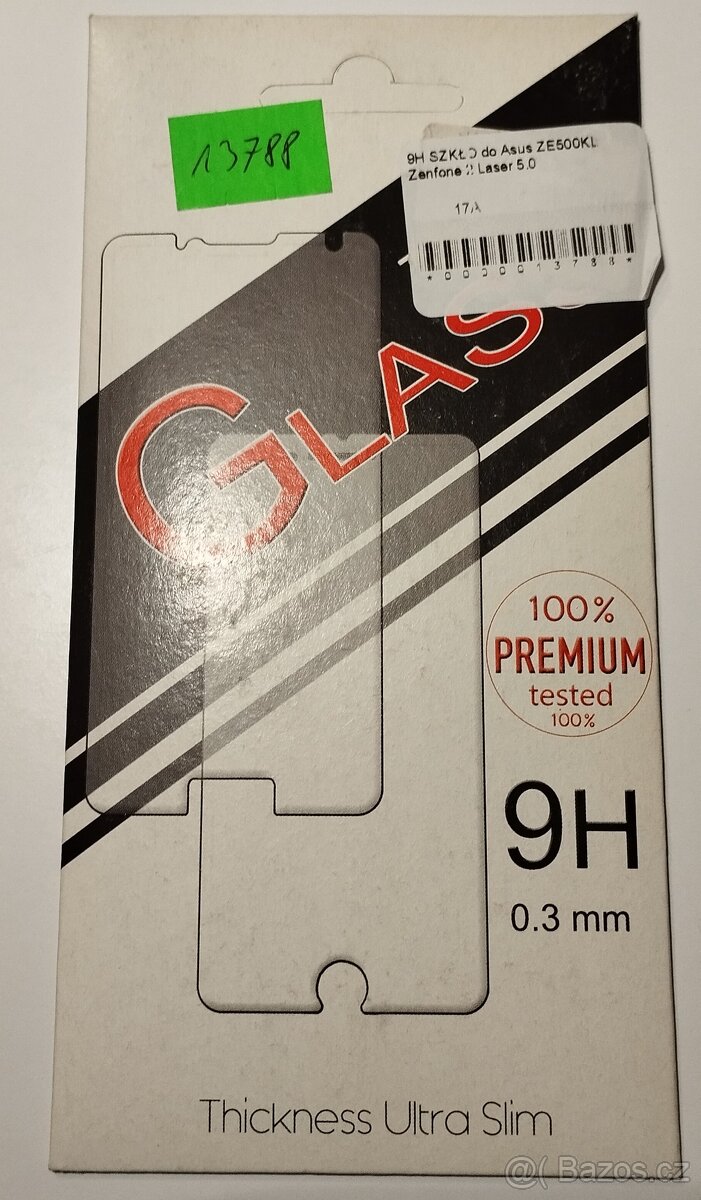 13788
9H SZKŁO do Asus ZE500KL
Zenfone 2 Laser 5.0
17A
*0000013788*
GLASS
100%
PREMIUM
tested
100%
9H
0.3 mm
Thickness Ultra Slim
@( Bazos.cz